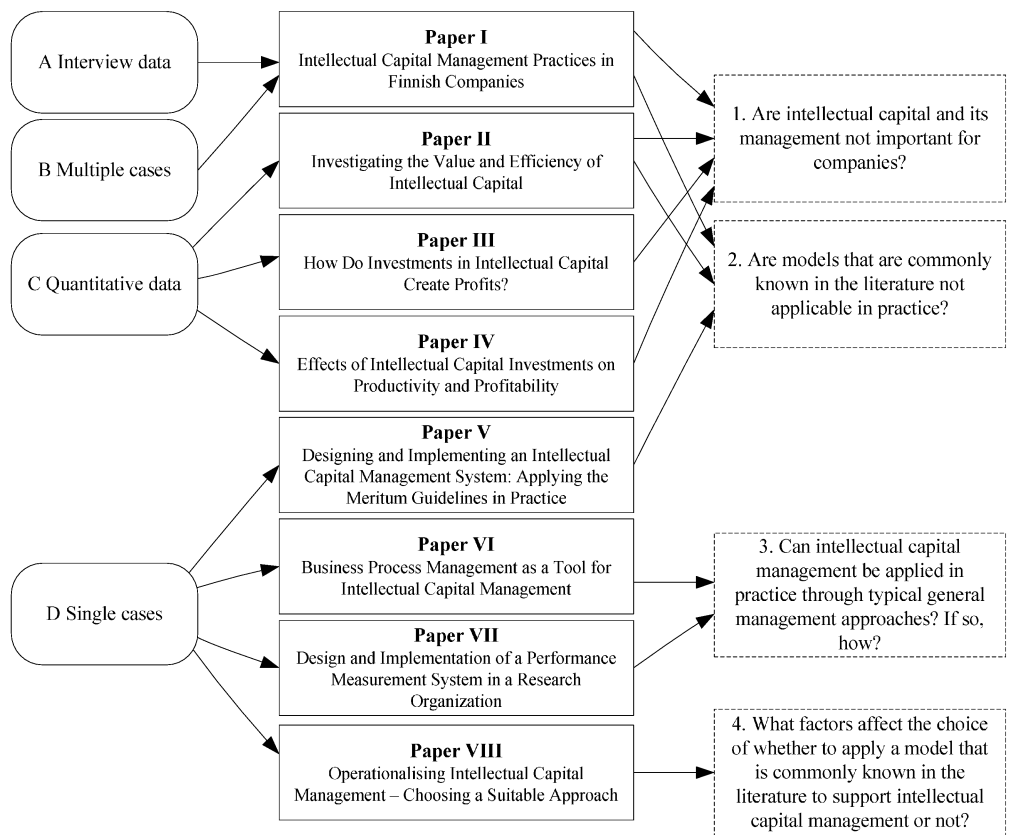 A Interview data
B Multiple cases
C Quantitative data
D Single cases
Paper I
Intellectual Capital Management Practices in
Finnish Companies
Paper II
Investigating the Value and Efficiency of
Intellectual Capital
Paper III
How Do Investments in Intellectual Capital
Create Profits?
Paper IV
Effects of Intellectual Capital Investments on
Productivity and Profitability
Paper V
Designing and Implementing an Intellectual
Capital Management System: Applying the
Meritum Guidelines in Practice
Paper VI
Business Process Management as a Tool for
Intellectual Capital Management
Paper VII
Design and Implementation of a Performance
Measurement System in a Research
Organization
Paper VIII
Operationalising Intellectual Capital
Management – Choosing a Suitable Approach
1. Are intellectual capital and its
management not important for
companies?
2. Are models that are commonly
known in the literature not
applicable in practice?
3. Can intellectual capital
management be applied in
practice through typical general
management approaches? If so,
how?
4. What factors affect the choice
of whether to apply a model that
is commonly known in the
literature to support intellectual
capital management or not?